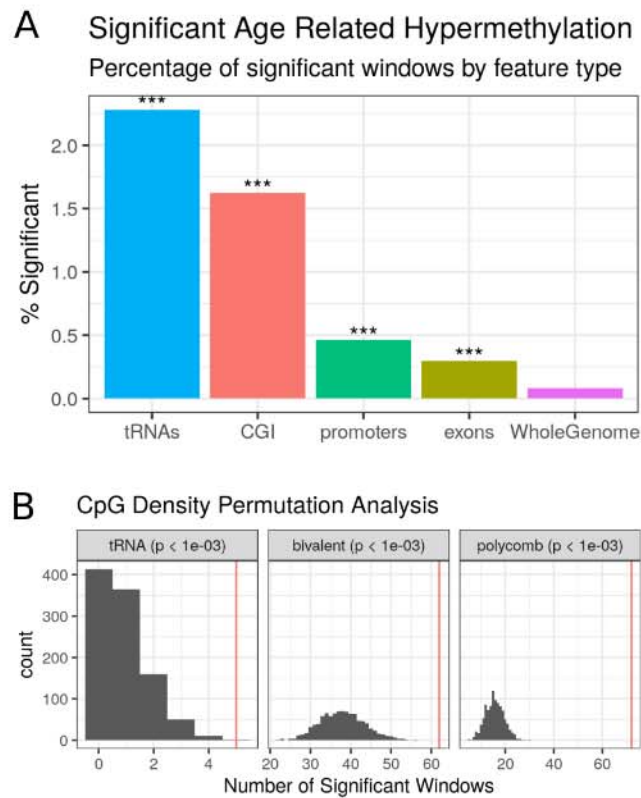 A
Significant Age Related Hypermethylation
Percentage of significant windows by feature type
% Significant
2.0
1.5
1.0
0.5
0.0
***
***
***
***
tRNAs CGI promoters exons WholeGenome
B
CpG Density Permutation Analysis
tRNA (p < 1e-03) bivalent (p < 1e-03) polycomb (p < 1e-03)
count
400
300
200
100
0
0 2 4 20 30 40 50 60 20 40 60
Number of Significant Windows